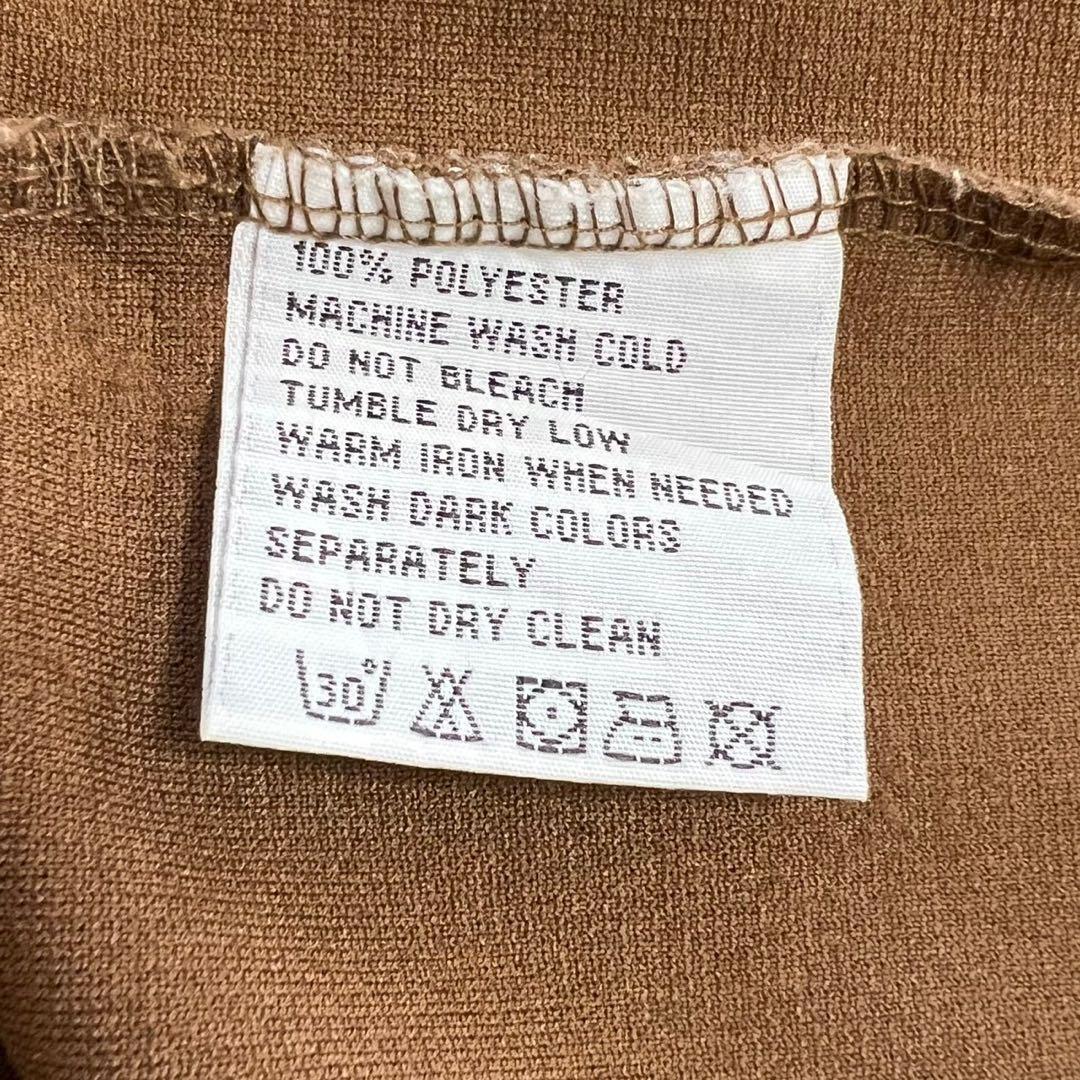 100% POLYESTER
MACHINE WASH COLD
DO NOT BLEACH
TUMBLE DRY LOW
WARM IRON WHEN NEEDED
WASH DARK COLORS
SEPARATELY
DO NOT DRY CLEAN
30°